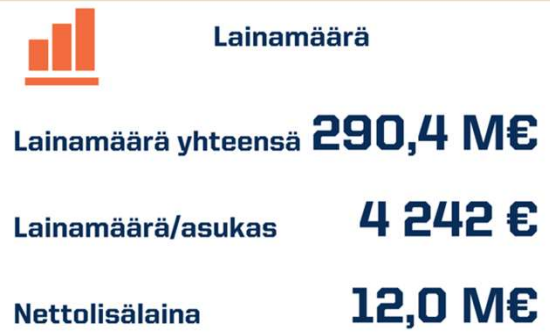 Lainamäärä
Lainamäärä yhteensä 290,4 M€
Lainamäärä/asukas 4 242 €
Nettolisälaina 12,0 M€